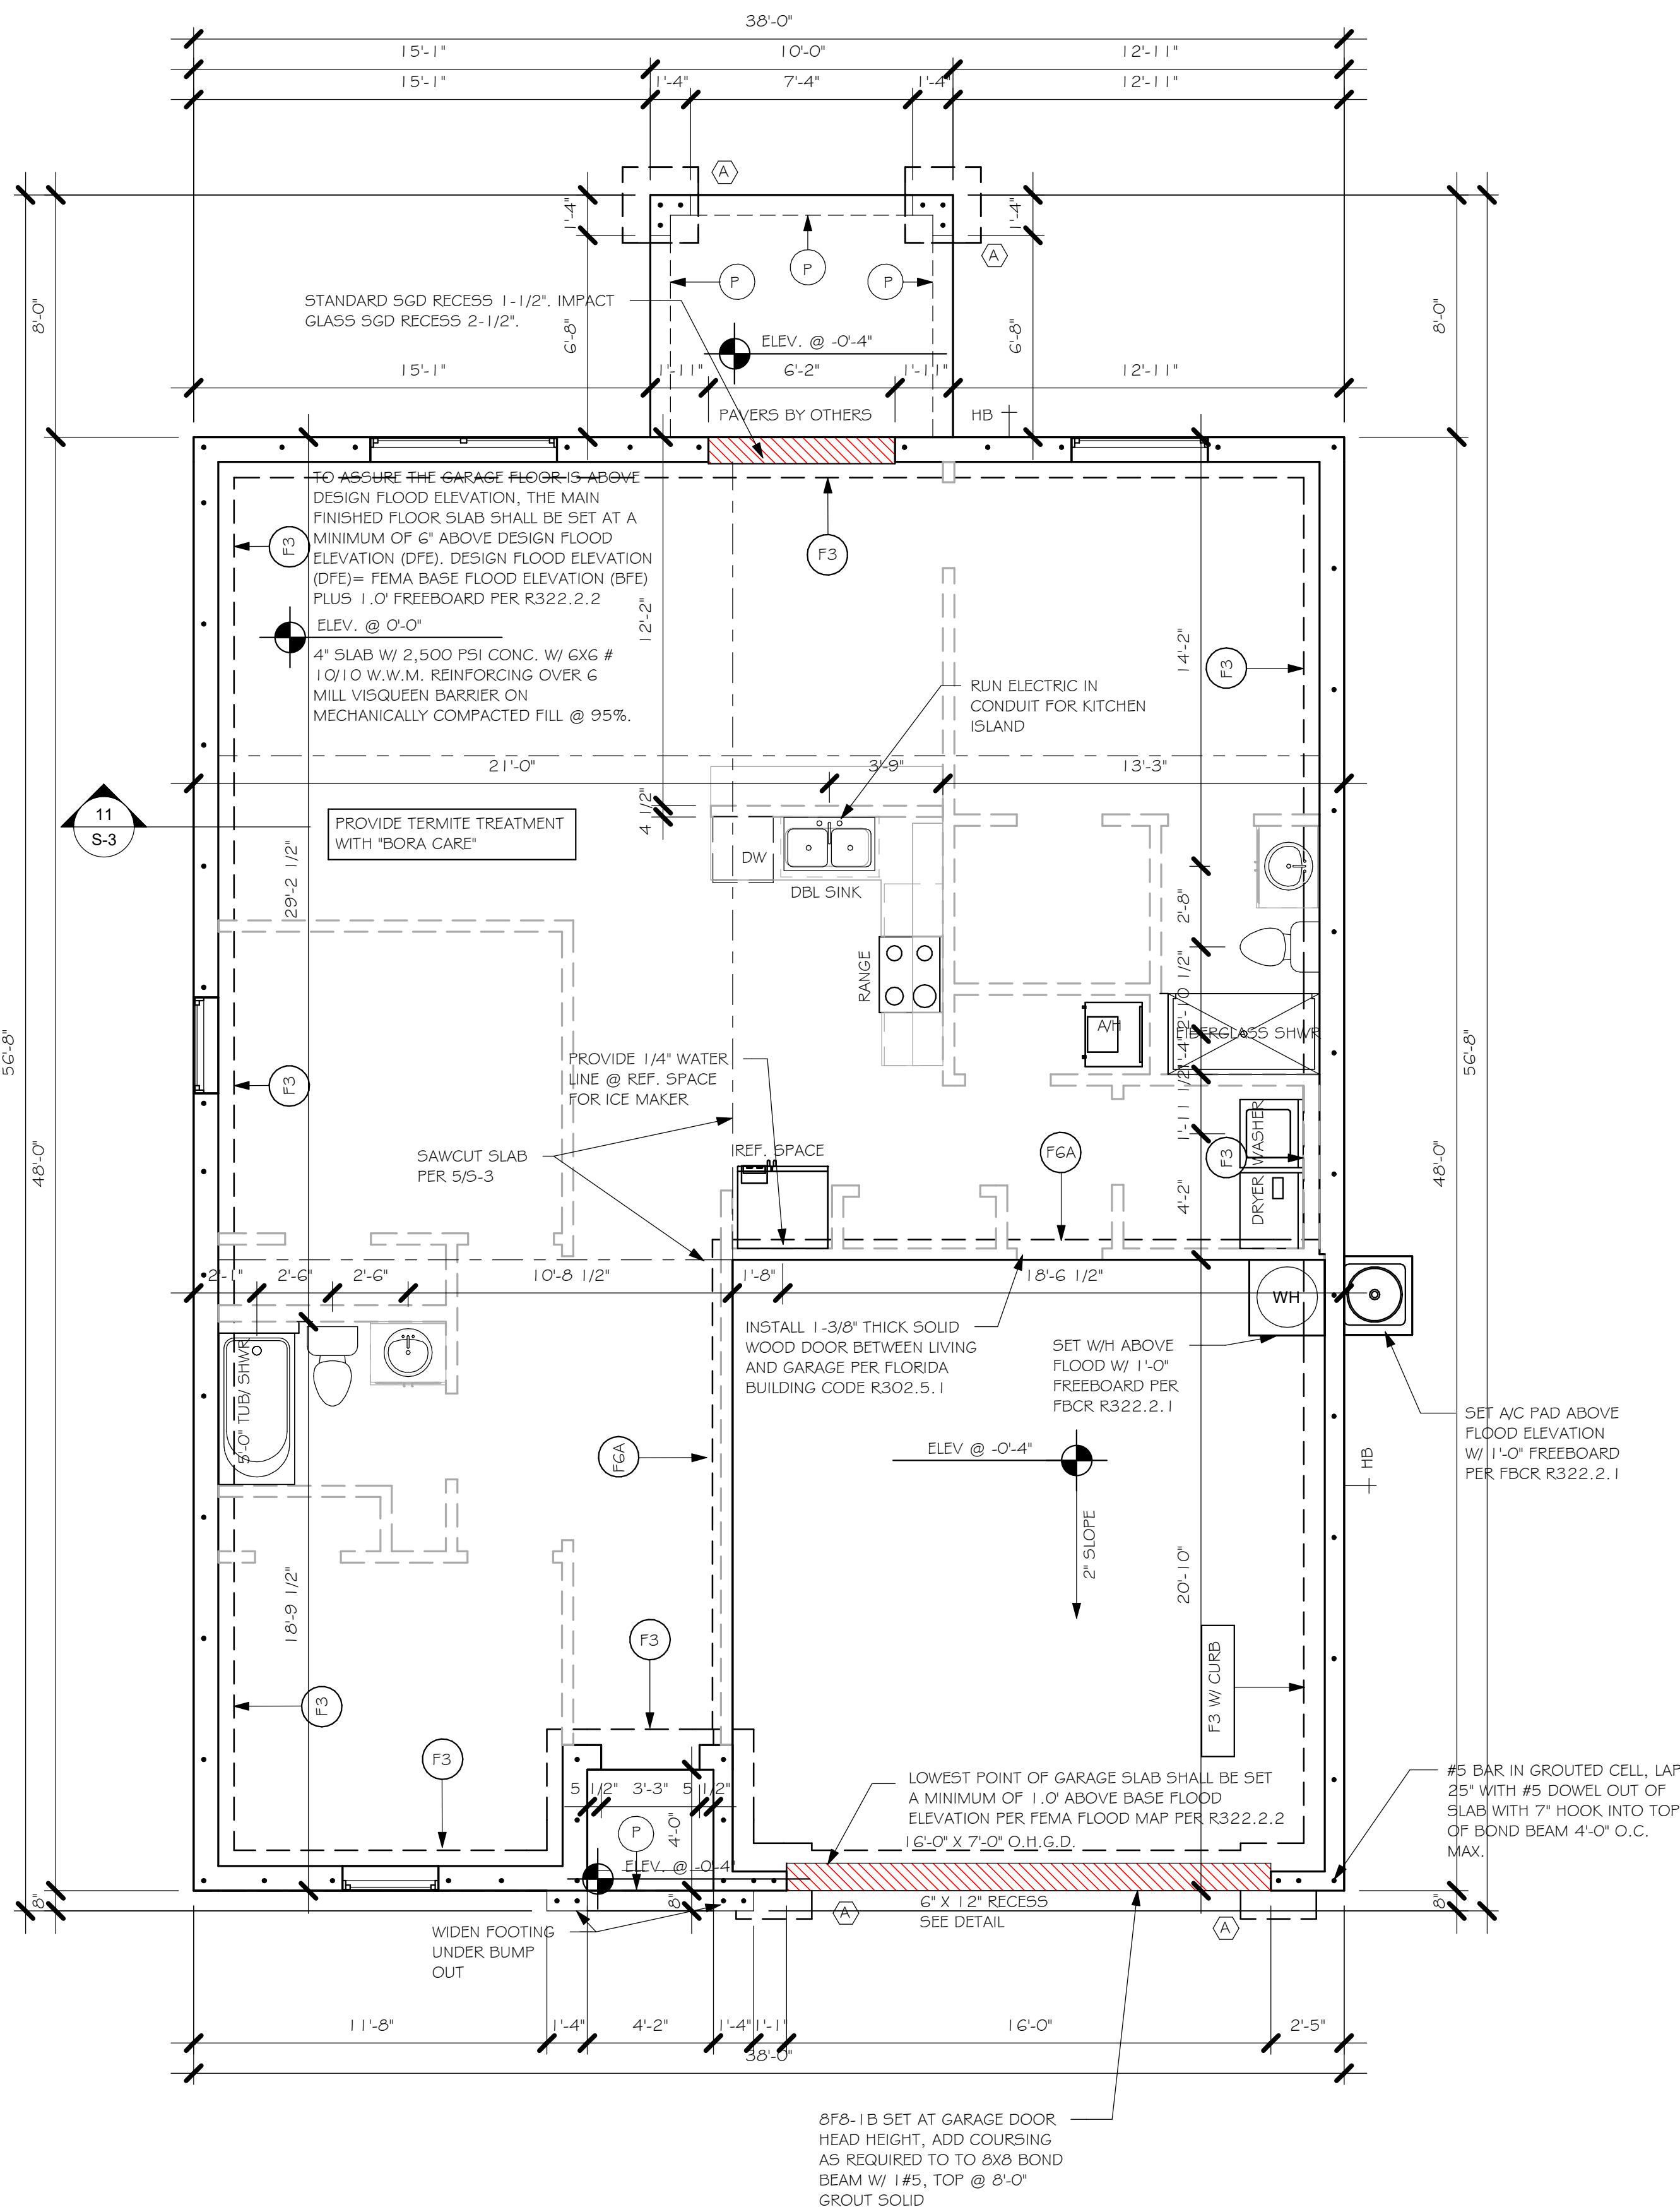 38'-0"
15'-1" 10'-0" 12'-11"
15'-1" 1'-4" 7'-4" 1'-4" 12'-11"
A
A
1'-4"
1'-4"
P P P
STANDARD SGD RECESS 1-1/2". IMPACT
GLASS SGD RECESS 2-1/2".
8'-0"
6'-8"
6'-8"
8'-0"
ELEV. @ -0'-4"
15'-1" 1'-11" 6'-2" 1'-11" 12'-11"
PAVERS BY OTHERS
HB
TO ASSURE THE GARAGE FLOOR IS ABOVE
DESIGN FLOOD ELEVATION, THE MAIN
FINISHED FLOOR SLAB SHALL BE SET AT A
MINIMUM OF 6" ABOVE DESIGN FLOOD
ELEVATION (DFE). DESIGN FLOOD ELEVATION
(DFE)= FEMA BASE FLOOD ELEVATION (BFE)
PLUS 1.0' FREEBOARD PER R322.2.2
F3
F3
F3
ELEV. @ 0'-0"
4" SLAB W/ 2,500 PSI CONC. W/ 6X6 #
10/10 W.W.M. REINFORCING OVER 6
MILL VISQUEEN BARRIER ON
MECHANICALLY COMPACTED FILL @ 95%.
12'-2"
14'-2"
RUN ELECTRIC IN
CONDUIT FOR KITCHEN
ISLAND
21'-0" 3'-9" 13'-3"
4 1/2"
11
S-3
PROVIDE TERMITE TREATMENT
WITH "BORA CARE"
29'-2 1/2"
DW
DBL SINK
RANGE
2'-8"
2'-10 1/2"
1'-4"
1'-11 1/2"
4'-2"
A/H
FIBERGLASS SHWR
56'-8"
48'-0"
56'-8"
48'-0"
F3
PROVIDE 1/4" WATER
LINE @ REF. SPACE
FOR ICE MAKER
SAWCUT SLAB
PER 5/S-3
REF. SPACE
F6A
F3
WASHER
DRYER
2'-1" 2'-6" 2'-6" 10'-8 1/2" 1'-8" 18'-6 1/2"
WH
INSTALL 1-3/8" THICK SOLID
WOOD DOOR BETWEEN LIVING
AND GARAGE PER FLORIDA
BUILDING CODE R302.5.1
SET W/H ABOVE
FLOOD W/ 1'-0"
FREEBOARD PER
FBCR R322.2.1
5'-0" TUB/ SHWR
SET A/C PAD ABOVE
FLOOD ELEVATION
W/ 1'-0" FREEBOARD
PER FBCR R322.2.1
F6A
ELEV @ -0'-4"
HB
2" SLOPE
20'-10"
18'-9 1/2"
F3
F3 W/ CURB
F3
F3
5 1/2" 3'-3" 5 1/2"
4'-0"
P
ELEV. @ -0'-4"
LOWEST POINT OF GARAGE SLAB SHALL BE SET
A MINIMUM OF 1.0' ABOVE BASE FLOOD
ELEVATION PER FEMA FLOOD MAP PER R322.2.2
16'-0" X 7'-0" O.H.G.D.
#5 BAR IN GROUTED CELL, LAP
25" WITH #5 DOWEL OUT OF
SLAB WITH 7" HOOK INTO TOP
OF BOND BEAM 4'-0" O.C.
MAX.
8"
8"
8"
A
A
6" X 12" RECESS
SEE DETAIL
WIDEN FOOTING
UNDER BUMP
OUT
11'-8" 1'-4" 4'-2" 1'-4" 1'-1" 16'-0" 2'-5"
38'-0"
8F8-1B SET AT GARAGE DOOR
HEAD HEIGHT, ADD COURSING
AS REQUIRED TO TO 8X8 BOND
BEAM W/ 1#5, TOP @ 8'-0"
GROUT SOLID